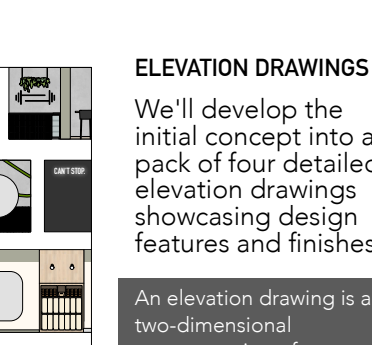 ELEVATION DRAWINGS
We'll develop the
initial concept into a
pack of four detailed
elevation drawings
showcasing design
features and finishes
CAN'T STOP.
An elevation drawing is a
two-dimensional